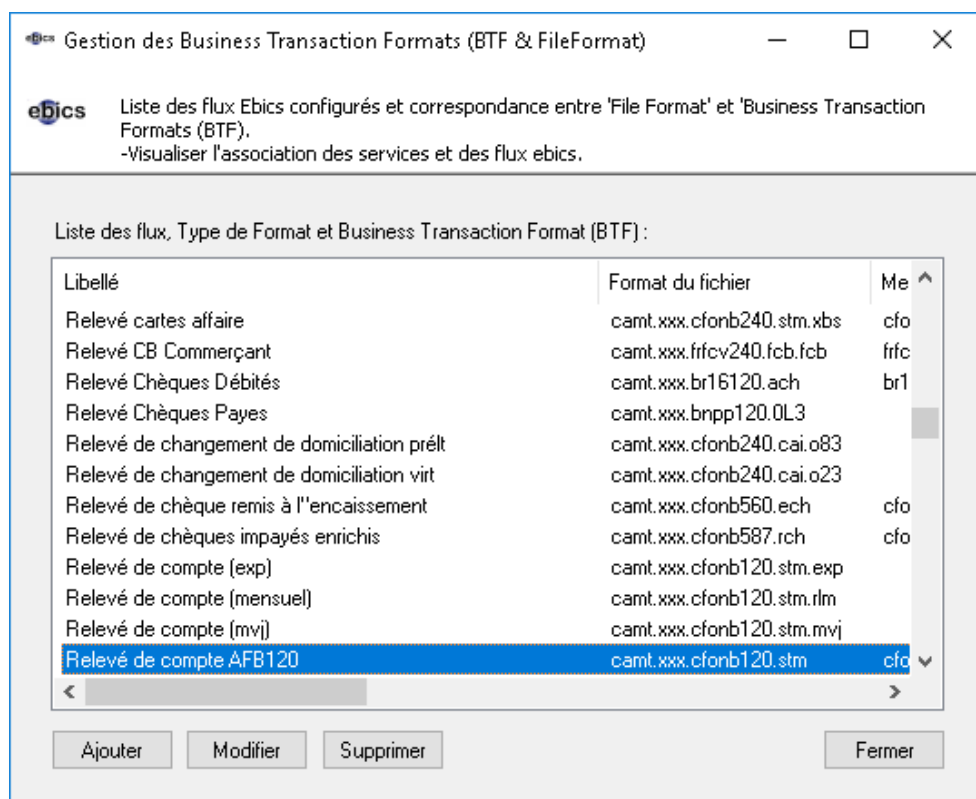 ebics Gestion des Business Transaction Formats (BTF & FileFormat)
ebics
Liste des flux Ebics configurés et correspondance entre 'File Format' et 'Business Transaction
Formats (BTF).
-Visualiser l'association des services et des flux ebics.
Liste des flux, Type de Format et Business Transaction Format (BTF) :
Libellé Format du fichier Me
Relevé cartes affaire camt.xxx.cfonb240.stm.xbs cfo
Relevé CB Commerçant camt.xxx.frfcv240.fcb.fcb frfc
Relevé Chèques Débités camt.xxx.br16120.ach br1
Relevé Chèques Payes camt.xxx.bnpp120.0L3
Relevé de changement de domiciliation prélt camt.xxx.cfonb240.cai.o83
Relevé de changement de domiciliation virt camt.xxx.cfonb240.cai.o23
Relevé de chèque remis à l''encaissement camt.xxx.cfonb560.ech cfo
Relevé de chèques impayés enrichis camt.xxx.cfonb587.rch cfo
Relevé de compte (exp) camt.xxx.cfonb120.stm.exp
Relevé de compte (mensuel) camt.xxx.cfonb120.stm.rlm
Relevé de compte (mvj) camt.xxx.cfonb120.stm.mvj
Relevé de compte AFB120 camt.xxx.cfonb120.stm cfo
Ajouter Modifier Supprimer Fermer